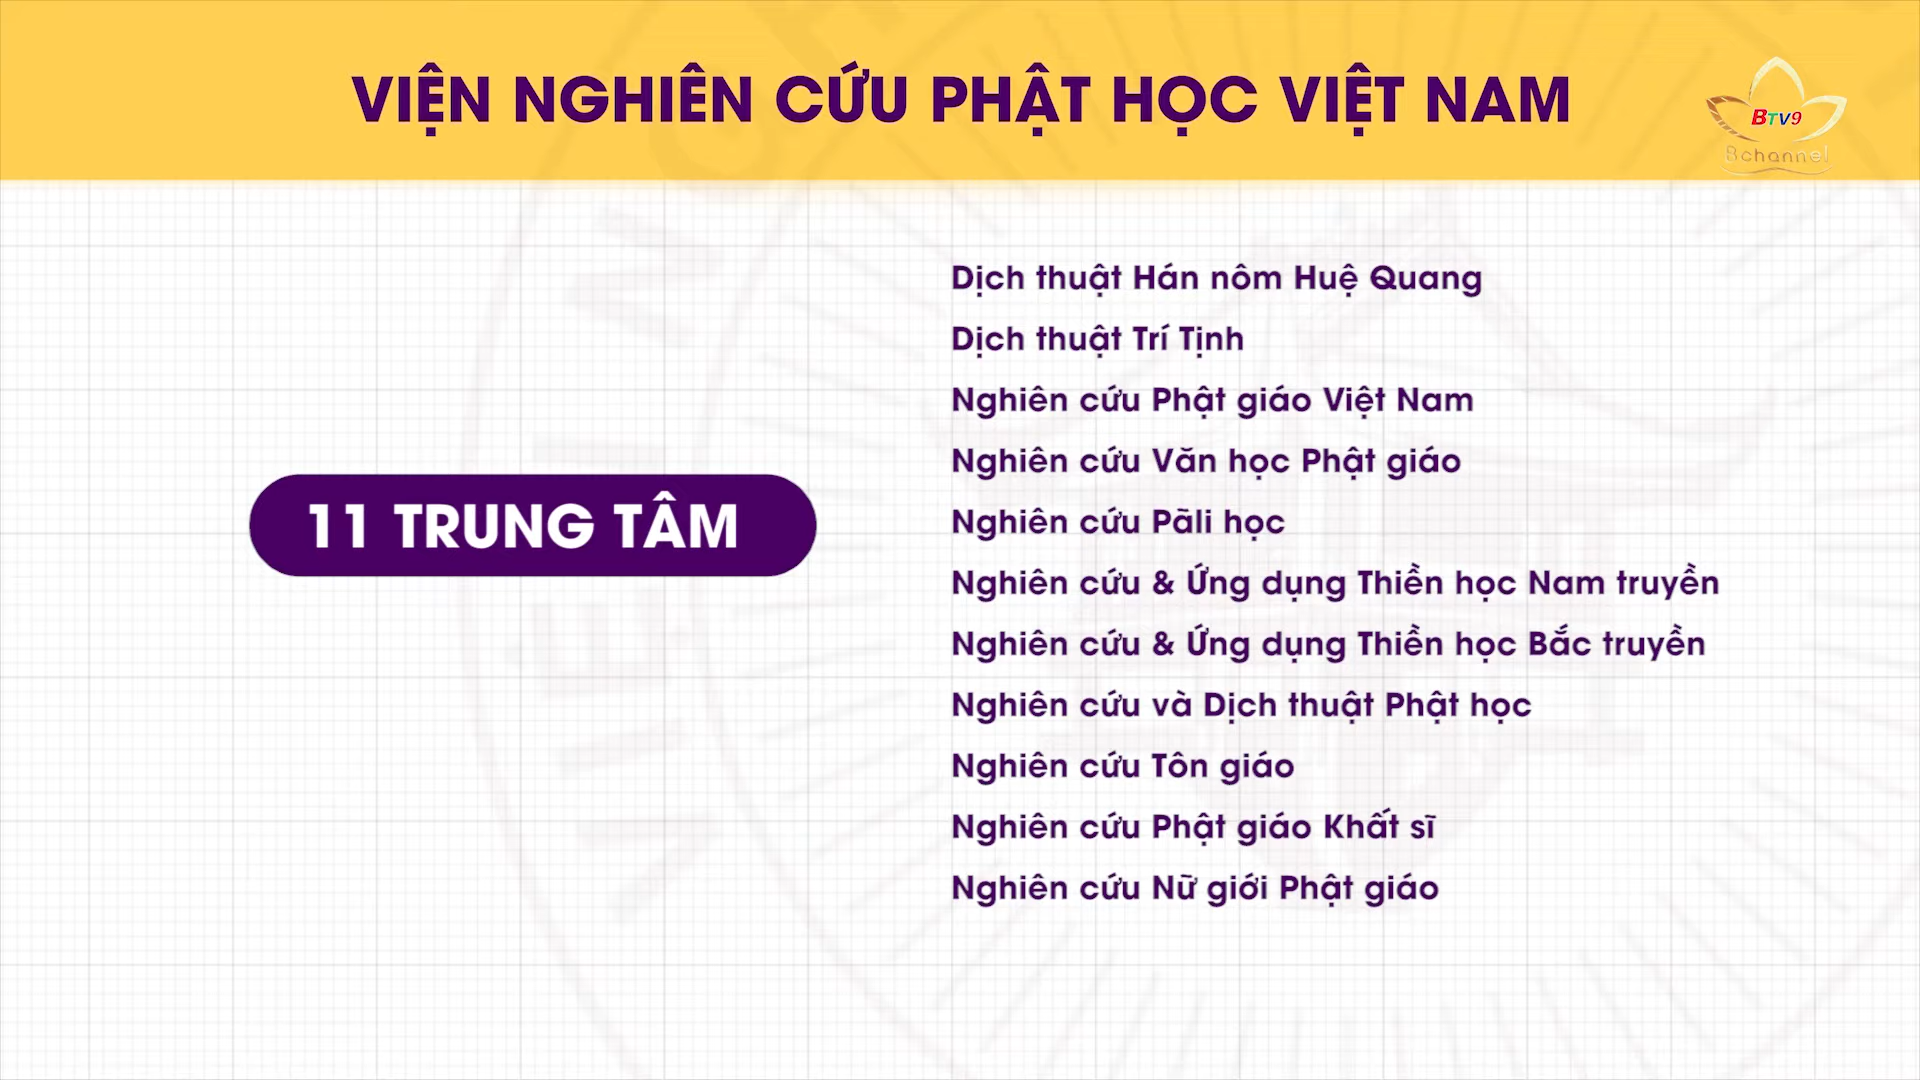 VIỆN NGHIÊN CỨU PHẬT HỌC VIỆT NAM
BTV9
Bchannel
11 TRUNG TÂM
Dịch thuật Hán nôm Huệ Quang
Dịch thuật Trí Tịnh
Nghiên cứu Phật giáo Việt Nam
Nghiên cứu Văn học Phật giáo
Nghiên cứu Pāli học
Nghiên cứu & Ứng dụng Thiền học Nam truyền
Nghiên cứu & Ứng dụng Thiền học Bắc truyền
Nghiên cứu và Dịch thuật Phật học
Nghiên cứu Tôn giáo
Nghiên cứu Phật giáo Khất sĩ
Nghiên cứu Nữ giới Phật giáo